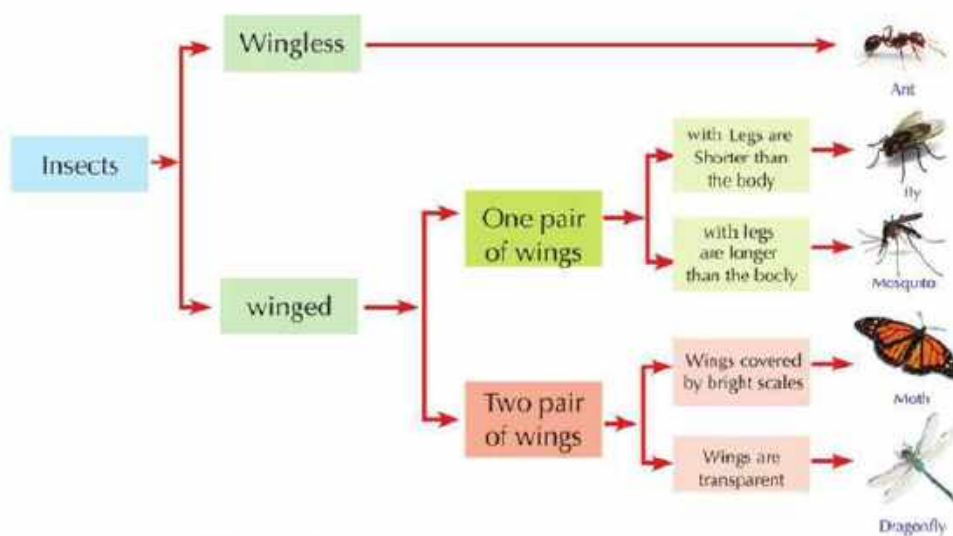 Insects
Wingless
Ant
winged
One pair
of wings
with Legs are
Shorter than
the body
fly
with legs
are longer
than the bocly
Mosquito
Two pair
of wings
Wings covered
by bright scales
Moth
Wings are
transparent
Dragonfly